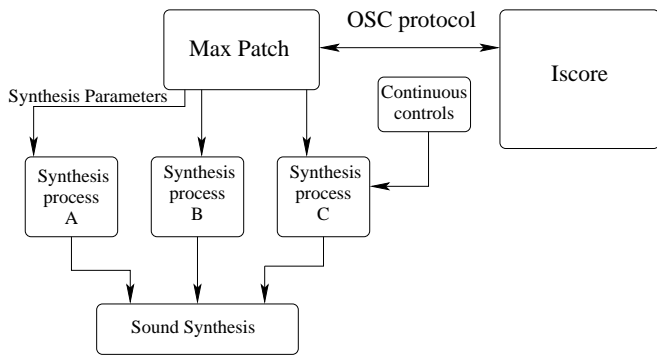 OSC protocol
Max Patch
Iscore
Synthesis Parameters
Continuous
controls
Synthesis
process
A
Synthesis
process
B
Synthesis
process
C
Sound Synthesis